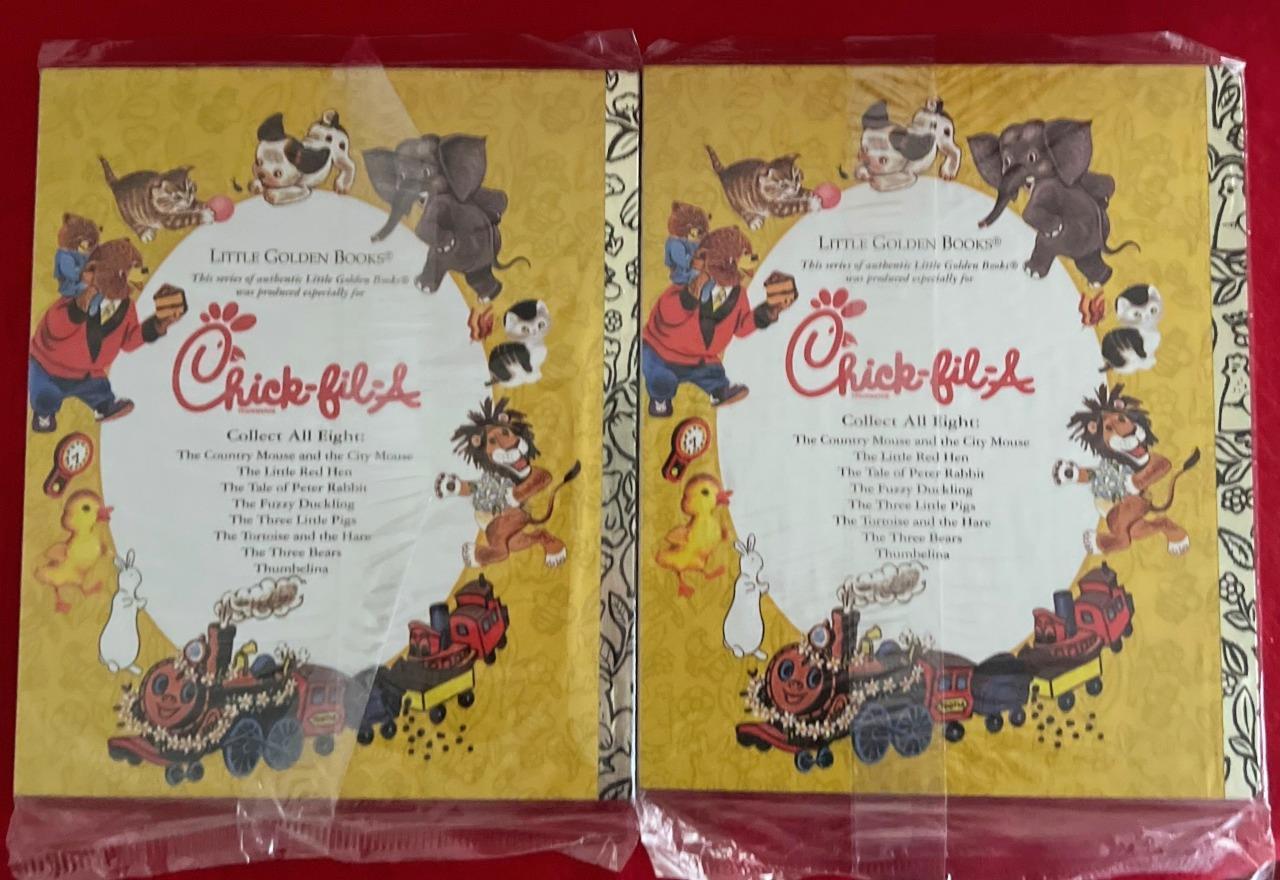 LITTLE GOLDEN BOOKS®
This series of authentic Little Golden Books®
was produced especially for
Chick-fil-A
Collect All Eight:
The Country Mouse and the City Mouse
The Little Red Hen
The Tale of Peter Rabbit
The Fuzzy Duckling
The Three Little Pigs
The Tortoise and the Hare
The Three Bears
Thumbelina
LITTLE GOLDEN BOOKS®
This series of authentic Little Golden Books®
was produced especially for
Chick-fil-A
Collect All Eight:
The Country Mouse and the City Mouse
The Little Red Hen
The Tale of Peter Rabbit
The Fuzzy Duckling
The Three Little Pigs
The Tortoise and the Hare
The Three Bears
Thumbelina